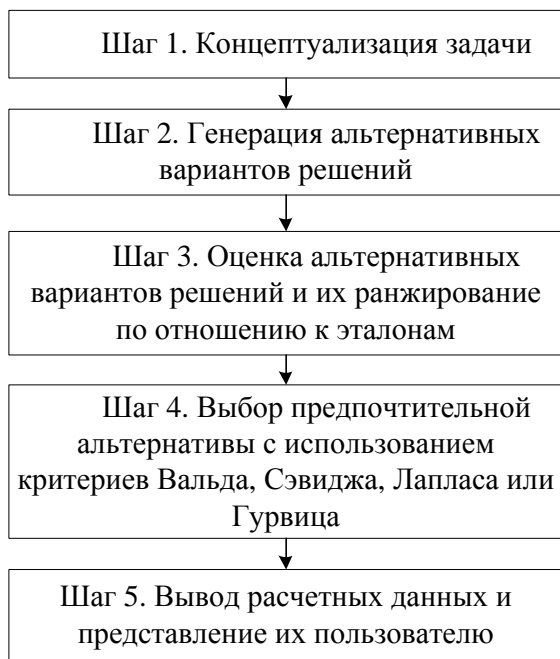 Шаг 1. Концептуализация задачи
Шаг 2. Генерация альтернативных
вариантов решений
Шаг 3. Оценка альтернативных
вариантов решений и их ранжирование
по отношению к эталонам
Шаг 4. Выбор предпочтительной
альтернативы с использованием
критериев Вальда, Сэвиджа, Лапласа или
Гурвица
Шаг 5. Вывод расчетных данных и
представление их пользователю